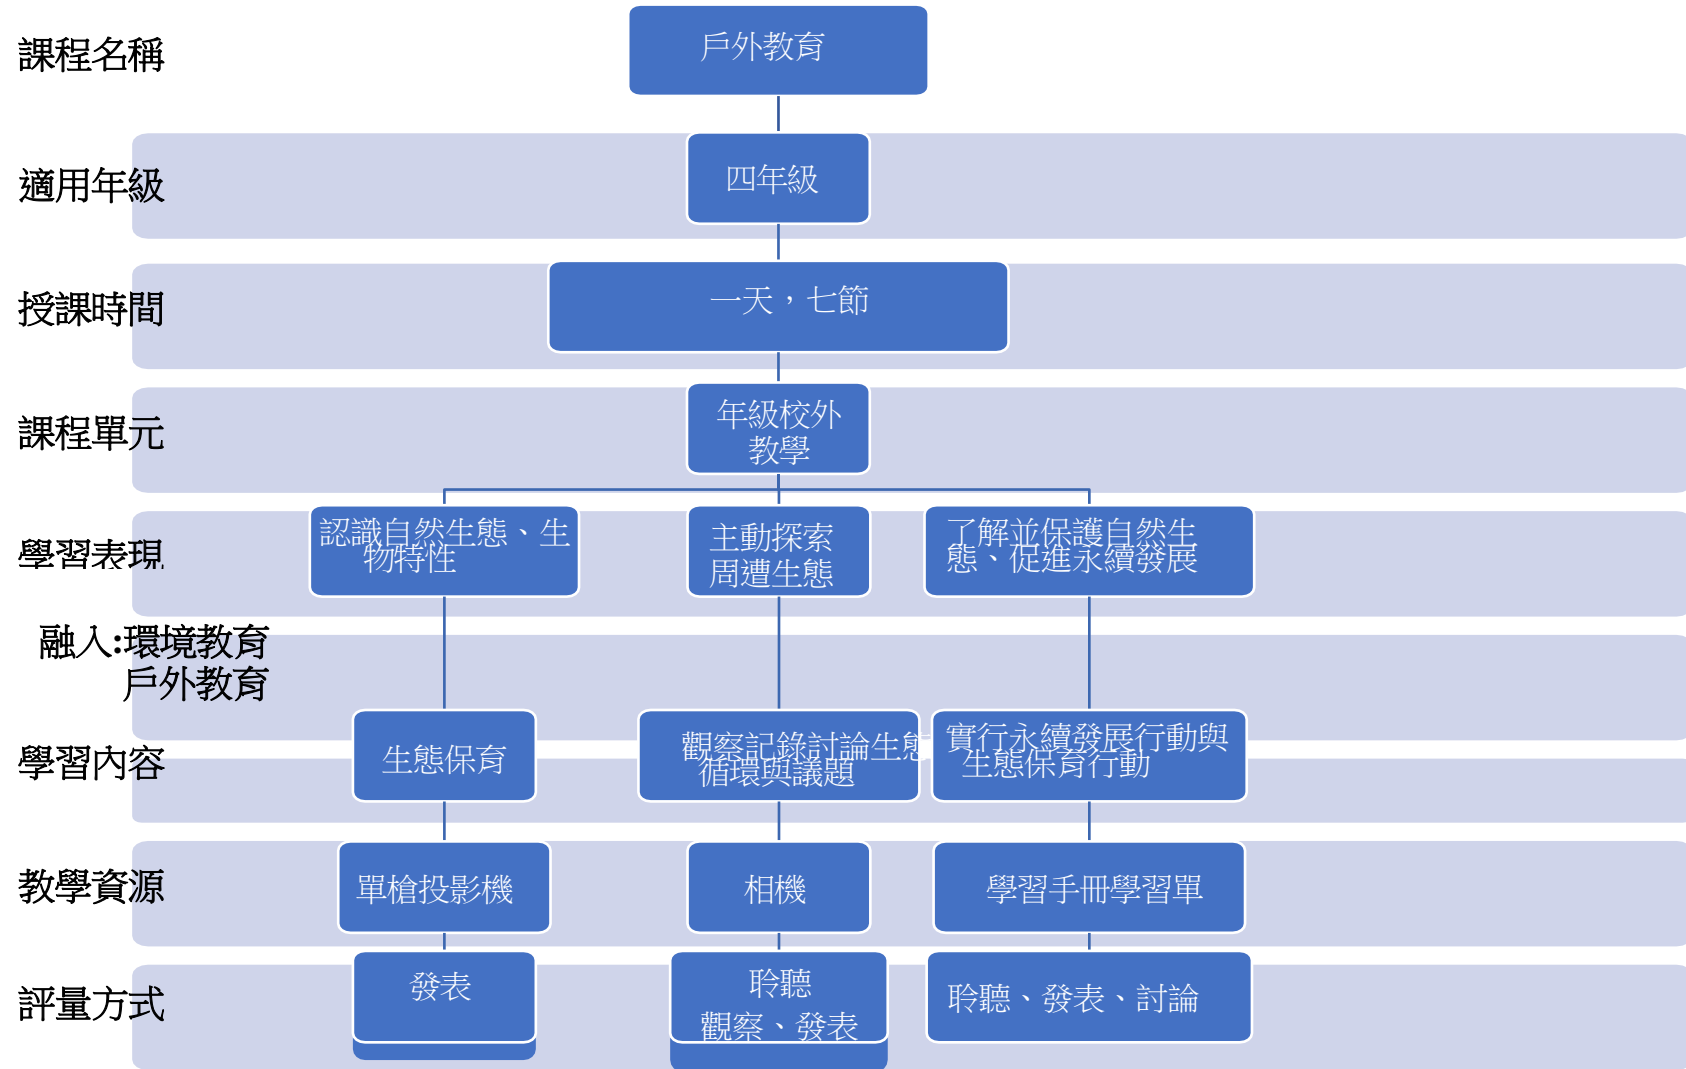 課程名稱
戶外教育
適用年級
四年級
授課時間
一天，七節
課程單元
年級校外
教學
學習表現
認識自然生態、生
物特性
主動探索
周遭生態
了解並保護自然生
態、促進永續發展
融入:環境教育
戶外教育
學習內容
生態保育
觀察記錄討論生態
循環與議題
實行永續發展行動與
生態保育行動
教學資源
單槍投影機
相機
學習手冊學習單
評量方式
發表
聆聽
觀察、發表
聆聽、發表、討論